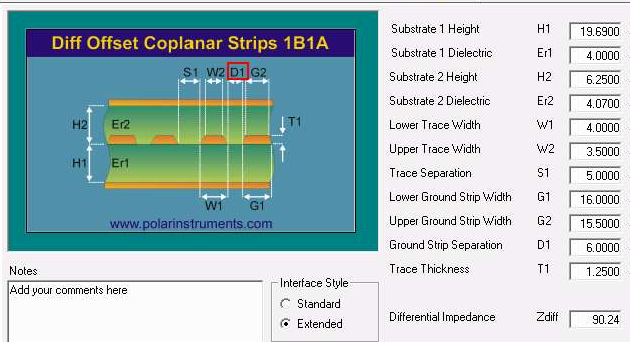 Diff Offset Coplanar Strips 1B1A
S1 W2 D1 G2
H2 Er2 T1
H1 Er1
W1 G1
www.polarinstruments.com
Notes
Add your comments here
Interface Style
Standard
Extended
Substrate 1 Height H1 19.6900
Substrate 1 Dielectric Er1 4.0000
Substrate 2 Height H2 6.2500
Substrate 2 Dielectric Er2 4.0700
Lower Trace Width W1 4.0000
Upper Trace Width W2 3.5000
Trace Separation S1 5.0000
Lower Ground Strip Width G1 16.0000
Upper Ground Strip Width G2 15.5000
Ground Strip Separation D1 6.0000
Trace Thickness T1 1.2500
Differential Impedance Zdiff 90.24